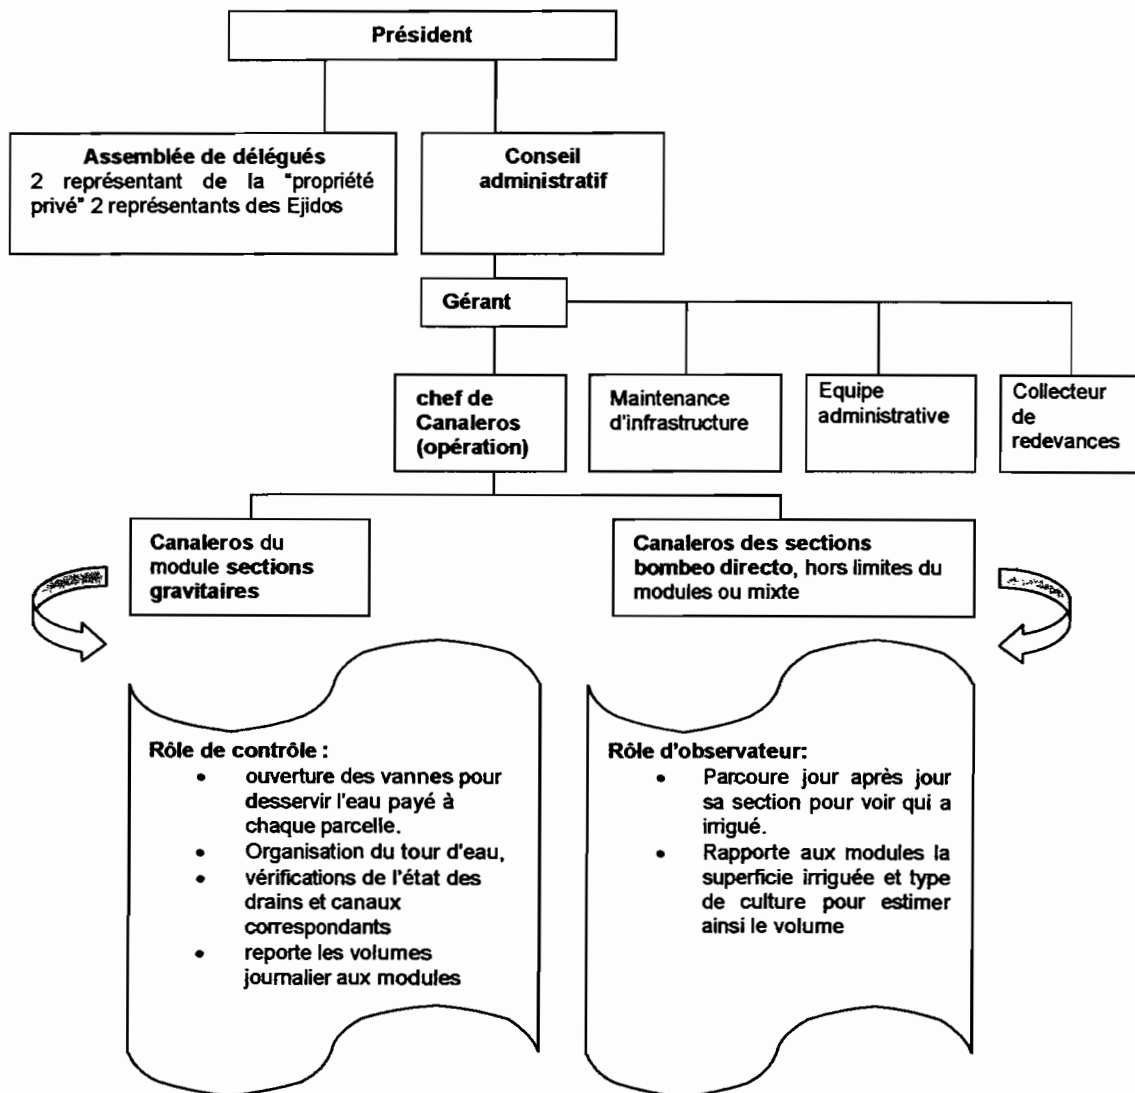 Président
Assemblée de délégués
2 représentant de la "propriété
privé" 2 représentants des Ejidos
Conseil
administratif
Gérant
chef de
Canaleros
(opération)
Maintenance
d'infrastructure
Equipe
administrative
Collecteur
de
redevances
Canaleros du
module sections
gravitaires
Canaleros des sections
bombeo directo, hors limites du
modules ou mixte
Rôle de contrôle :
• ouverture des vannes pour
desservir l'eau payé à
chaque parcelle.
• Organisation du tour d'eau,
• vérifications de l'état des
drains et canaux
correspondants
• reporte les volumes
journalier aux modules
Rôle d'observateur:
• Parcoure jour après jour
sa section pour voir qui a
irrigué.
• Rapporte aux modules la
superficie irriguée et type
de culture pour estimer
ainsi le volume